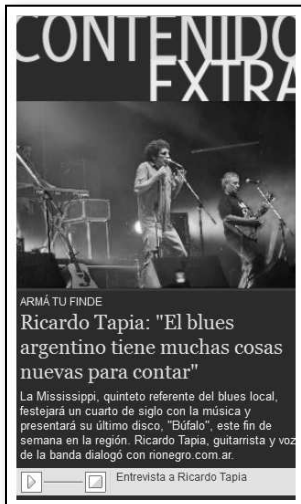 CONTENIDO
EXTRA
ARMÁ TU FINDE
Ricardo Tapia: "El blues
argentino tiene muchas cosas
nuevas para contar"
La Mississippi, quinteto referente del blues local,
festejará un cuarto de siglo con la música y
presentará su último disco, "Búfalo", este fin de
semana en la región. Ricardo Tapia, guitarrista y voz
de la banda dialogó con rionegro.com.ar.
Entrevista a Ricardo Tapia